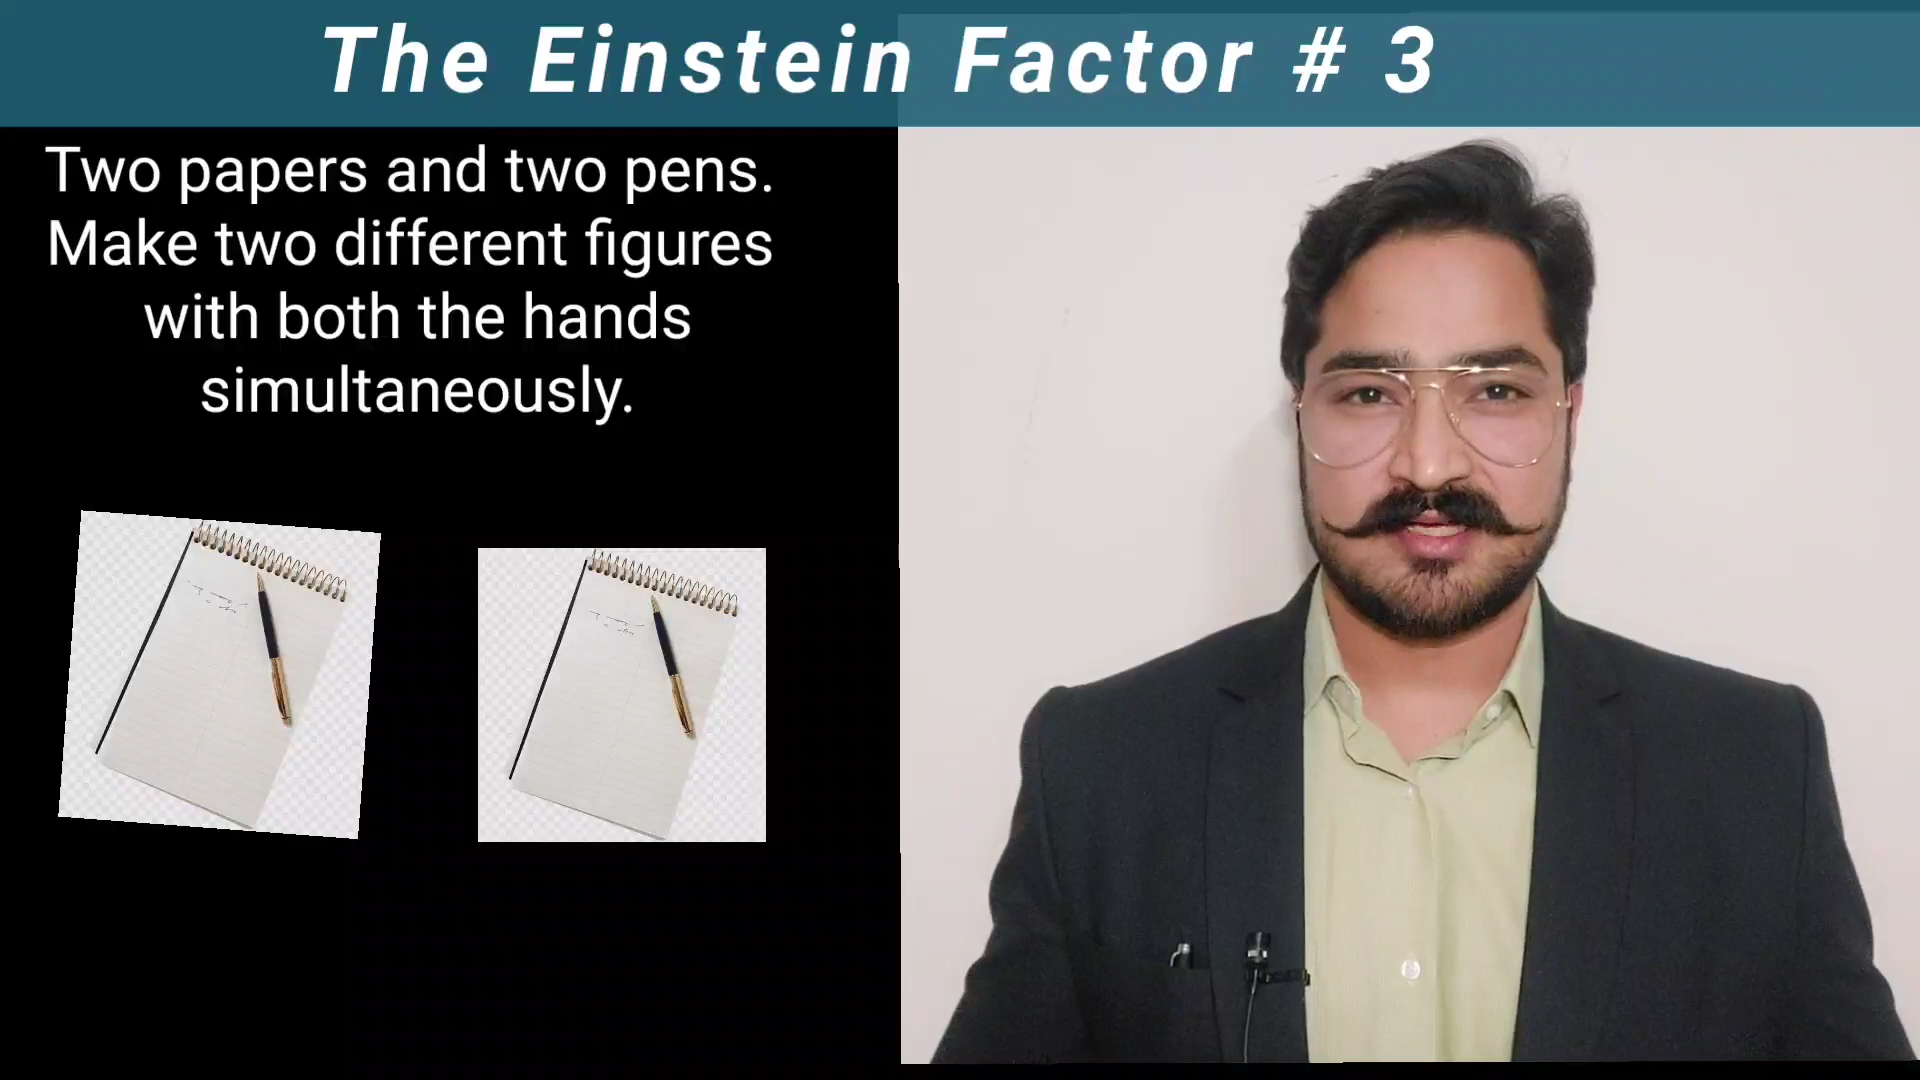 The Einstein Factor # 3
Two papers and two pens.
Make two different figures
with both the hands
simultaneously.